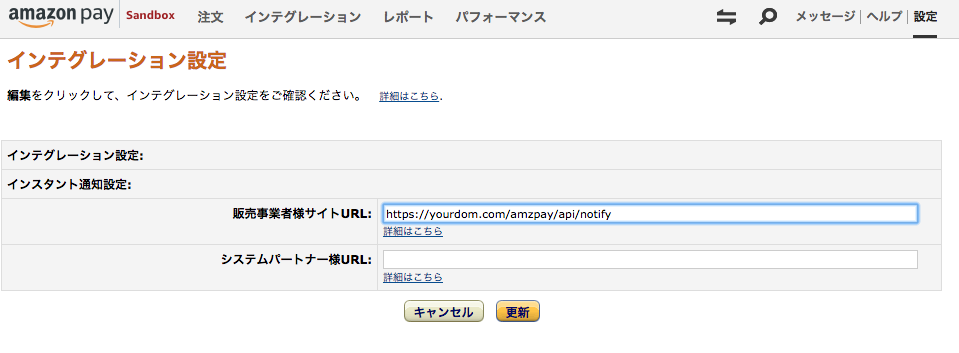 amazon pay Sandbox 注文 インテグレーション レポート パフォーマンス メッセージ | ヘルプ | 設定
インテグレーション設定
編集をクリックして、インテグレーション設定をご確認ください。 詳細はこちら.
インテグレーション設定:
インスタント通知設定:
販売事業者様サイトURL: https://yourdom.com/amzpay/api/notify
詳細はこちら
システムパートナー様URL:
詳細はこちら
キャンセル 更新